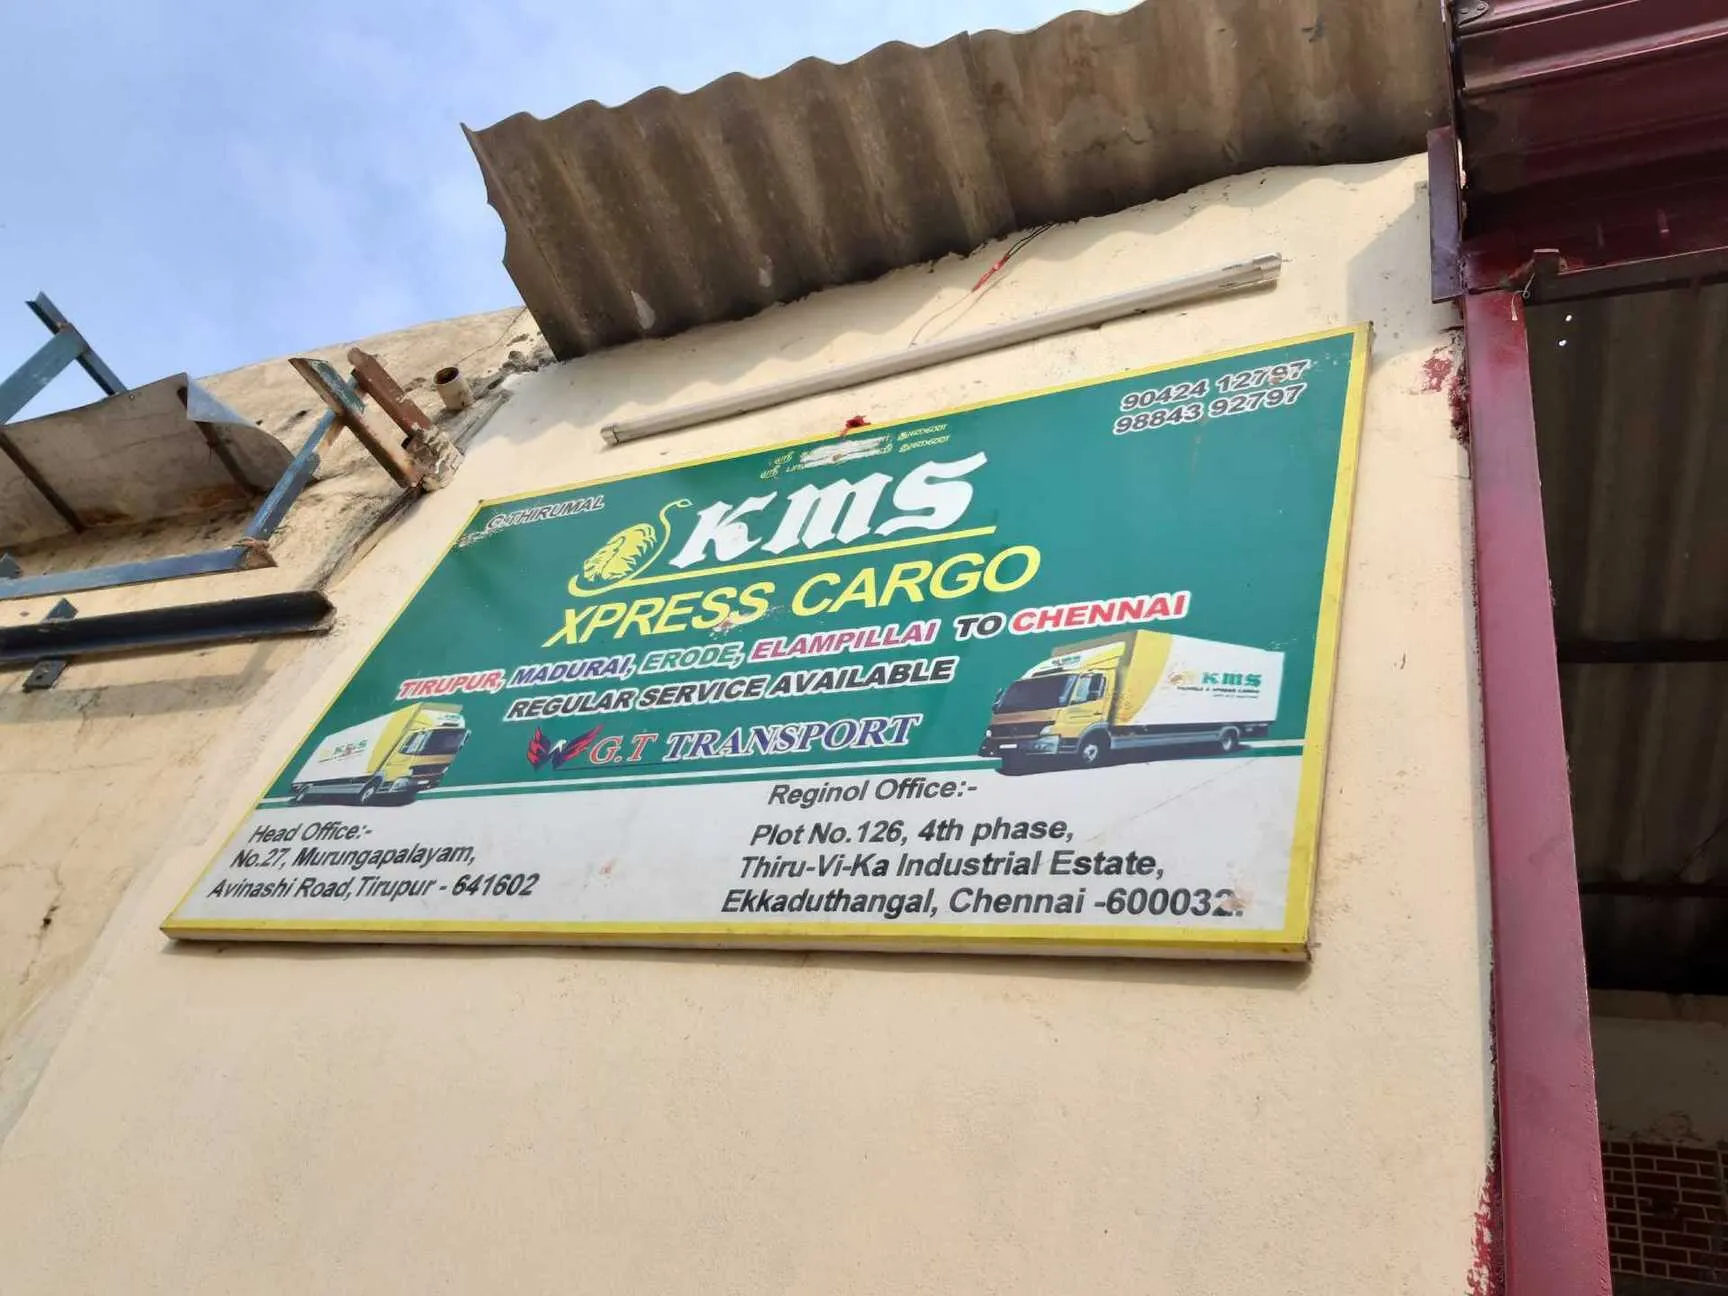 ஸ்ரீ துணை
ஸ்ரீ துணை
90424 12797
98843 92797
C.THIRUMAL
KMS
XPRESS CARGO
TIRUPUR, MADURAI, ERODE, ELAMPILLAI TO CHENNAI
REGULAR SERVICE AVAILABLE
G.T TRANSPORT
KMS
KMS
Head Office:-
No.27, Murungapalayam,
Avinashi Road, Tirupur - 641602
Reginol Office:-
Plot No.126, 4th phase,
Thiru-Vi-Ka Industrial Estate,
Ekkaduthangal, Chennai -600032.